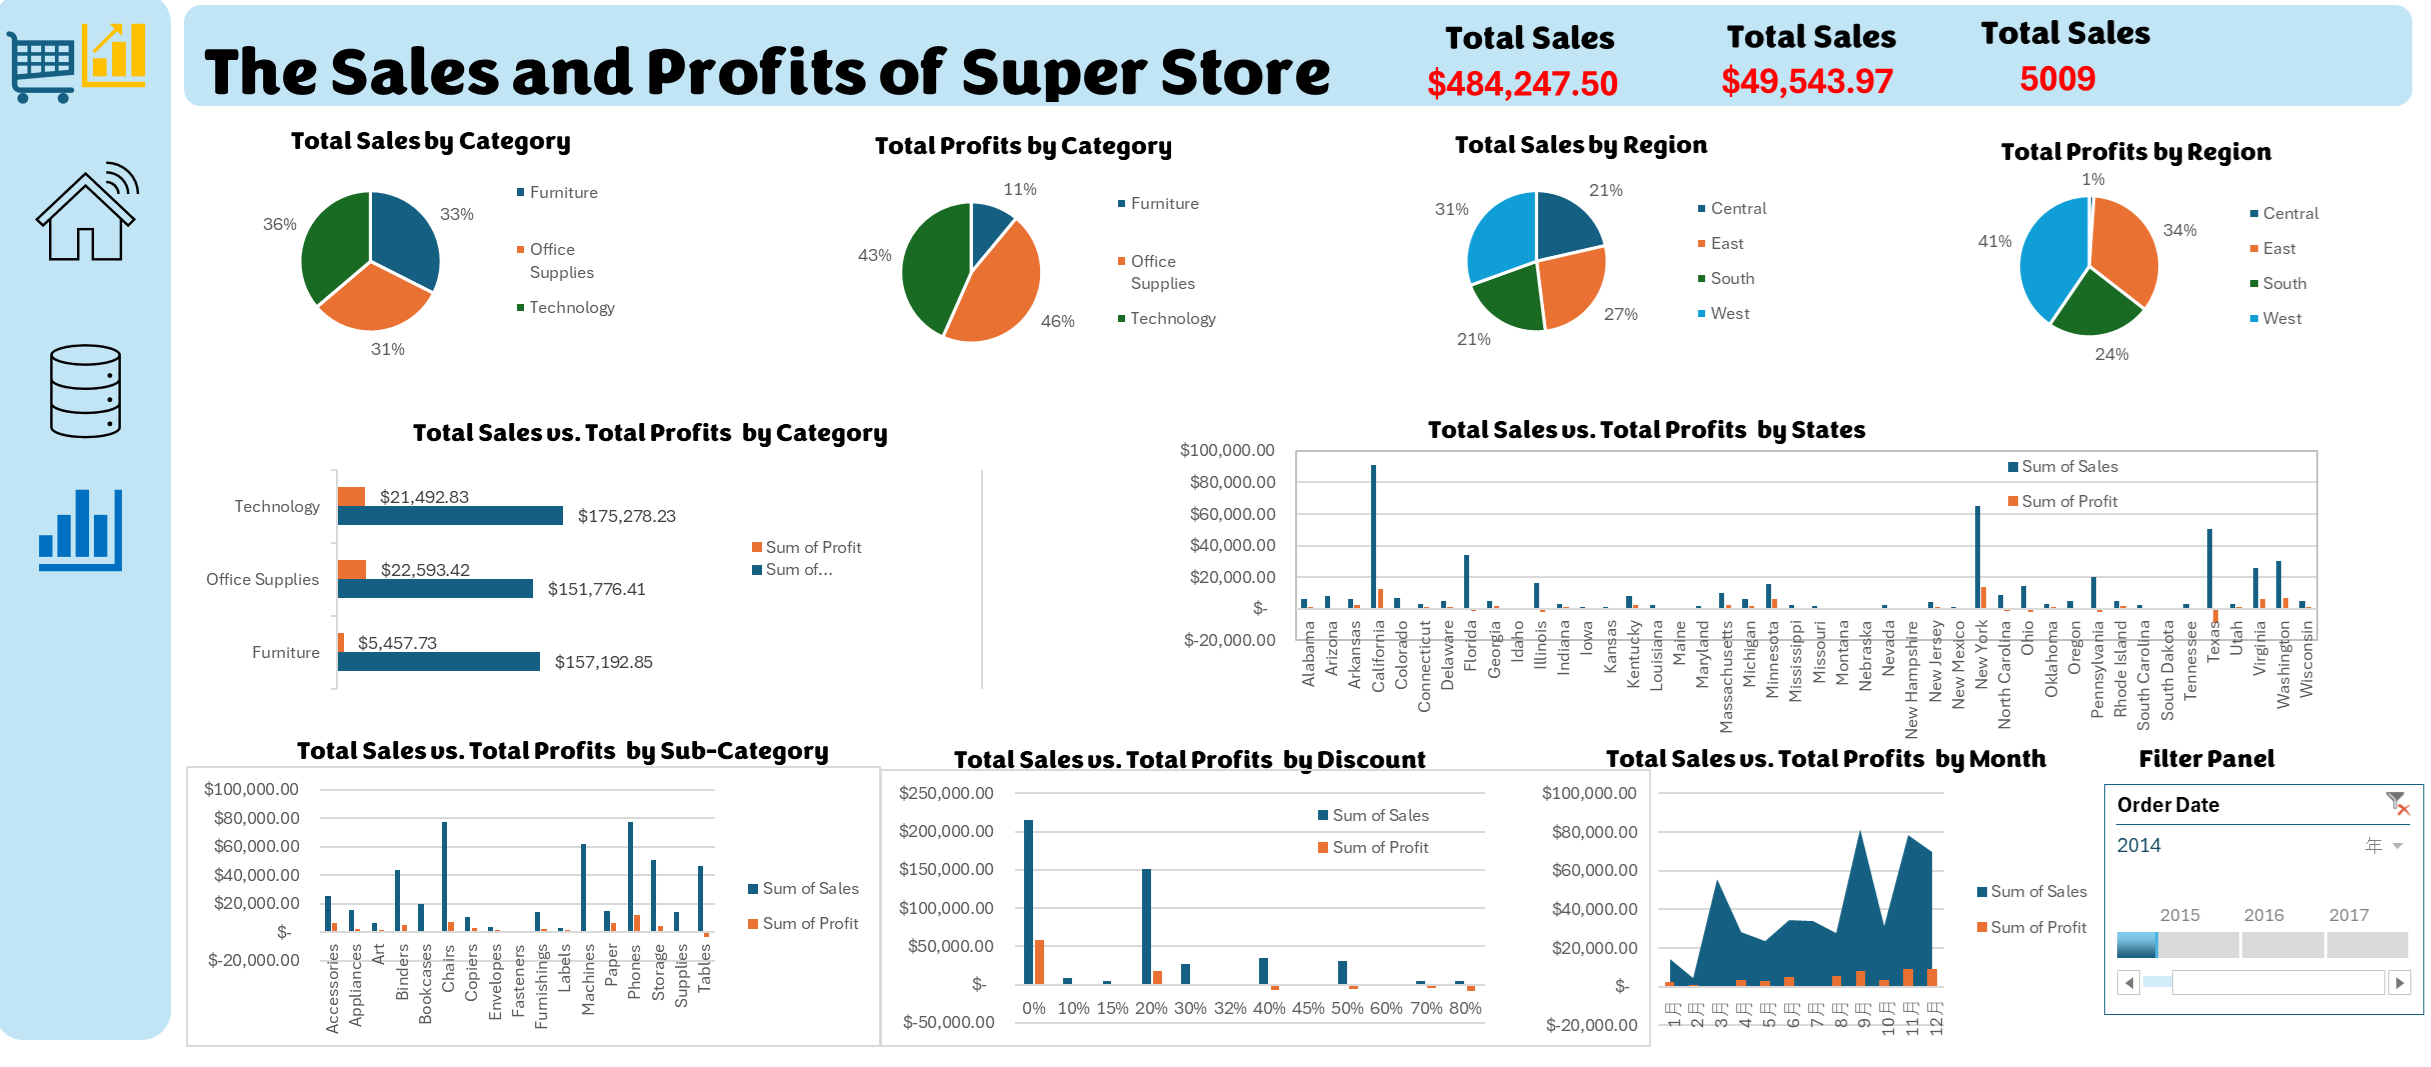 The Sales and Profits of Super Store
Total Sales
$484,247.50
Total Sales
$49,543.97
Total Sales
5009
Total Sales by Category
36%
33%
31%
Furniture
Office
Supplies
Technology
Total Profits by Category
11%
43%
46%
Furniture
Office
Supplies
Technology
Total Sales by Region
21%
31%
27%
21%
Central
East
South
West
Total Profits by Region
1%
34%
41%
24%
Central
East
South
West
Total Sales vs. Total Profits by Category
Technology
$21,492.83
$175,278.23
Office Supplies
$22,593.42
$151,776.41
Furniture
$5,457.73
$157,192.85
Sum of Profit
Sum of...
Total Sales vs. Total Profits by States
$100,000.00
$80,000.00
$60,000.00
$40,000.00
$20,000.00
$-
$-20,000.00
Sum of Sales
Sum of Profit
Alabama
Arizona
Arkansas
California
Colorado
Connecticut
Delaware
Florida
Georgia
Idaho
Illinois
Indiana
Iowa
Kansas
Kentucky
Louisiana
Maine
Maryland
Massachusetts
Michigan
Minnesota
Mississippi
Missouri
Montana
Nebraska
Nevada
New Hampshire
New Jersey
New Mexico
New York
North Carolina
Ohio
Oklahoma
Oregon
Pennsylvania
Rhode Island
South Carolina
South Dakota
Tennessee
Texas
Utah
Virginia
Washington
Wisconsin
Total Sales vs. Total Profits by Sub-Category
$100,000.00
$80,000.00
$60,000.00
$40,000.00
$20,000.00
$-
$-20,000.00
Accessories
Appliances
Art
Binders
Bookcases
Chairs
Copiers
Envelopes
Fasteners
Furnishings
Labels
Machines
Paper
Phones
Storage
Supplies
Tables
Sum of Sales
Sum of Profit
Total Sales vs. Total Profits by Discount
$250,000.00
$200,000.00
$150,000.00
$100,000.00
$50,000.00
$-
$-50,000.00
0% 10% 15% 20% 30% 32% 40% 45% 50% 60% 70% 80%
Sum of Sales
Sum of Profit
Total Sales vs. Total Profits by Month
$100,000.00
$80,000.00
$60,000.00
$40,000.00
$20,000.00
$-
$-20,000.00
1月
2月
3月
4月
5月
6月
7月
8月
9月
10月
11月
12月
Sum of Sales
Sum of Profit
Filter Panel
Order Date
2014
年
2015 2016 2017